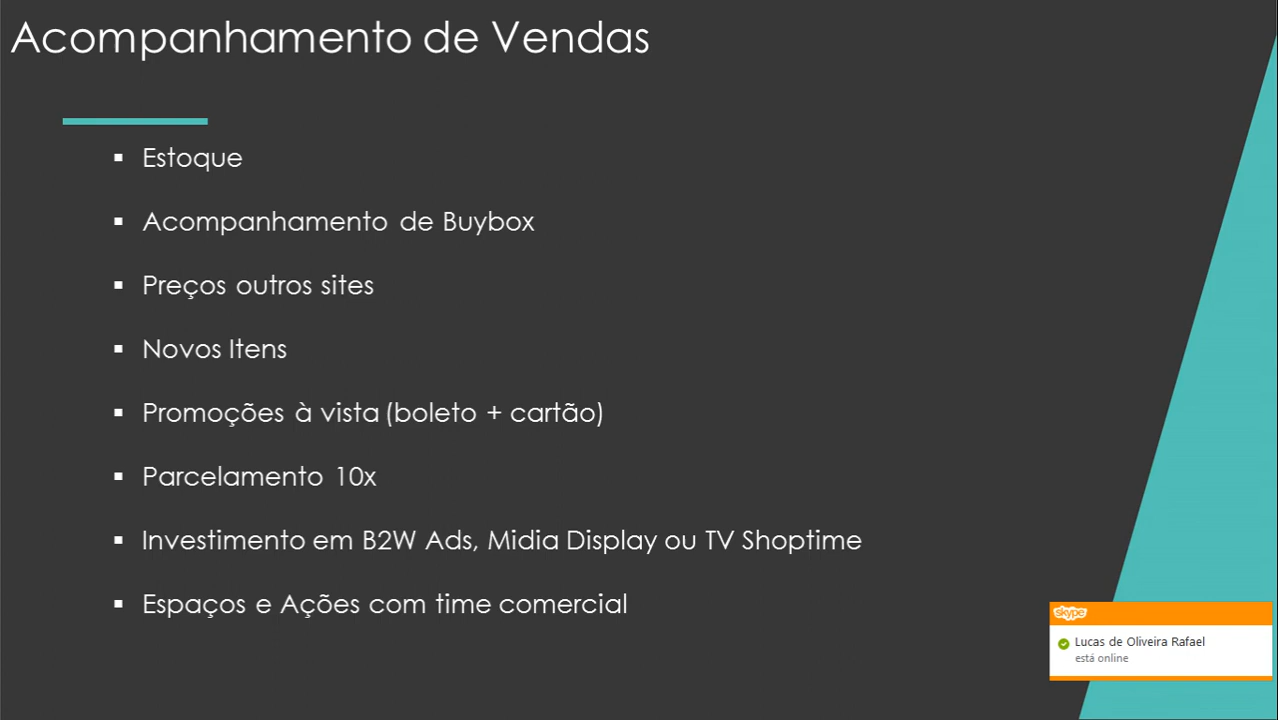 Acompanhamento de Vendas
Estoque
Acompanhamento de Buybox
Preços outros sites
Novos Itens
Promoções à vista (boleto + cartão)
Parcelamento 10x
Investimento em B2W Ads, Midia Display ou TV Shoptime
Espaços e Ações com time comercial
skype
Lucas de Oliveira Rafael
está online